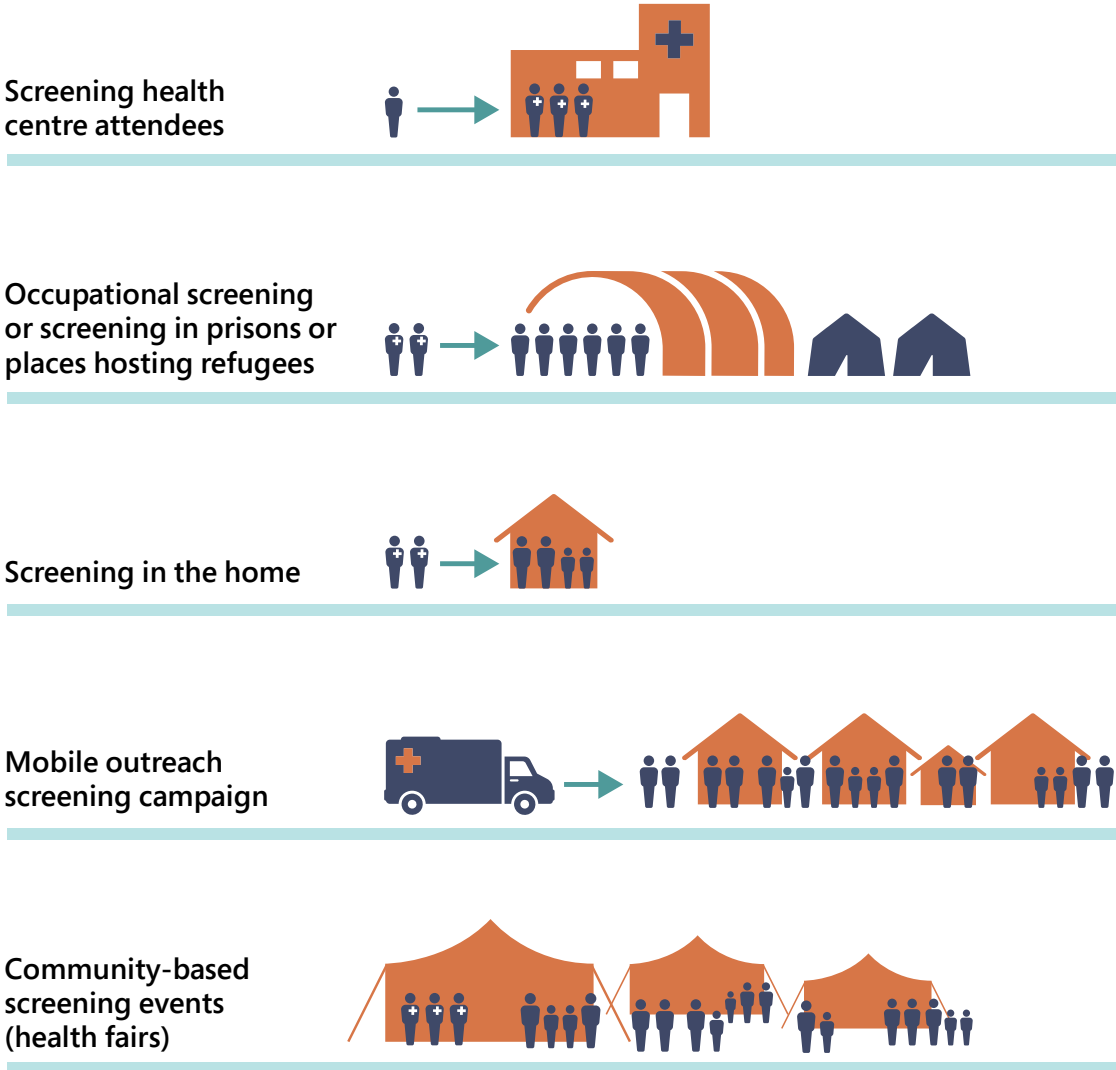 Screening health
centre attendees
Occupational screening
or screening in prisons or
places hosting refugees
Screening in the home
Mobile outreach
screening campaign
Community-based
screening events
(health fairs)